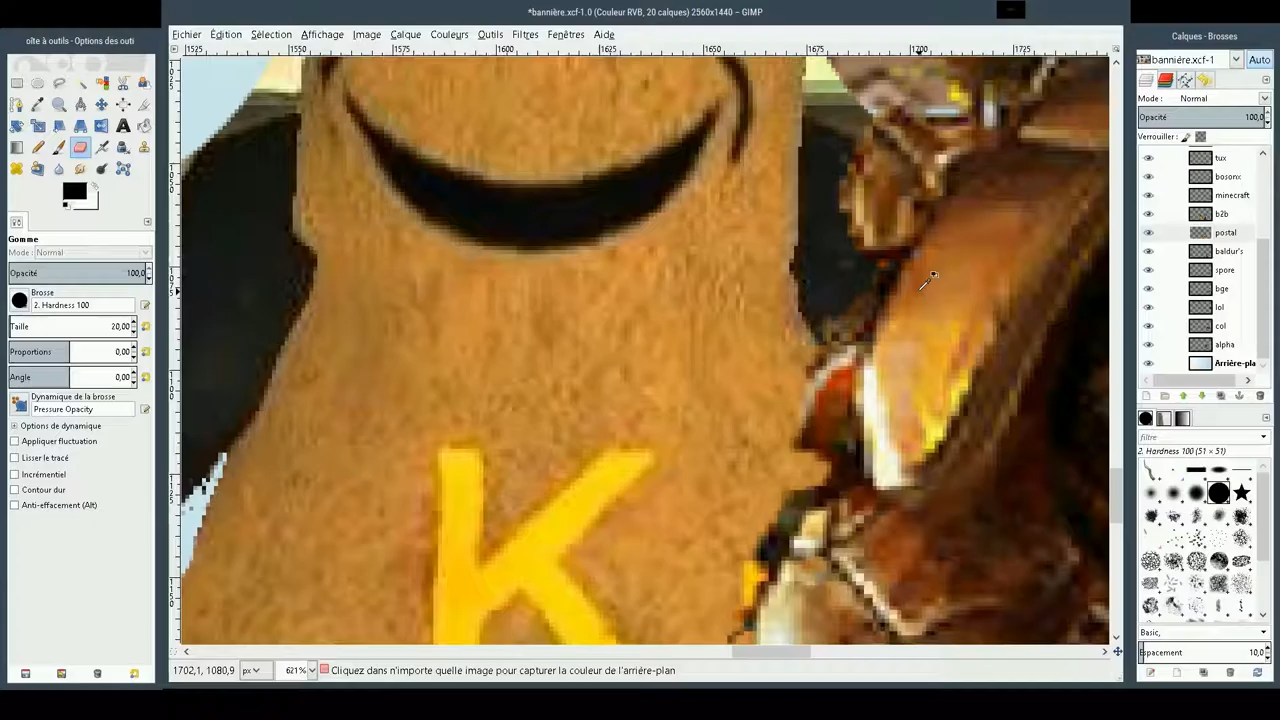 *bannière.xcf-1.0 (Couleur RVB, 20 calques) 2560x1440 – GIMP
oîte à outils - Options des outi
Calques - Brosses
Fichier Édition Sélection Affichage Image Calque Couleurs Outils Filtres Fenêtres Aide
bannière.xcf-1
Auto
1525 1550 1575 1600 1625 1650 1675 1700 1725
Mode : Normal
Opacité 100,0
Verrouiller :
tux
bosonx
minecraft
b2b
postal
baldur's
spore
bge
lol
col
alpha
Arrière-pla
Gomme
Mode : Normal
Opacité 100,0
Brosse
2. Hardness 100
Taille 20,00
Proportions 0,00
Angle 0,00
Dynamique de la brosse
Pressure Opacity
Options de dynamique
Appliquer fluctuation
Lisser le tracé
Incrémentiel
Contour dur
Anti-effacement (Alt)
K
filtre
2. Hardness 100 (51 × 51)
Basic,
Espacement 10,0
1702,1, 1080,9 px 621% Cliquez dans n'importe quelle image pour capturer la couleur de l'arrière-plan